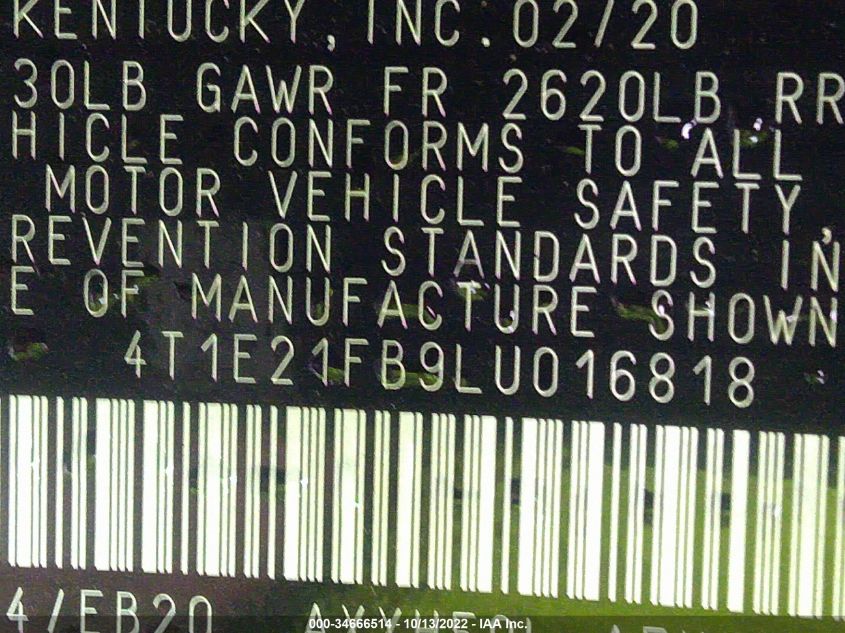 KENTUCKY, INC. 02/20
30LB GAWR FR 2620LB RR
HICLE CONFORMS TO ALL
MOTOR VEHICLE SAFETY,
REVENTION STANDARDS IN
E OF MANUFACTURE SHOWN
4T1E21FB9LU016818
4/EB20
000-34666514 - 10/13/2022 - IAA Inc.